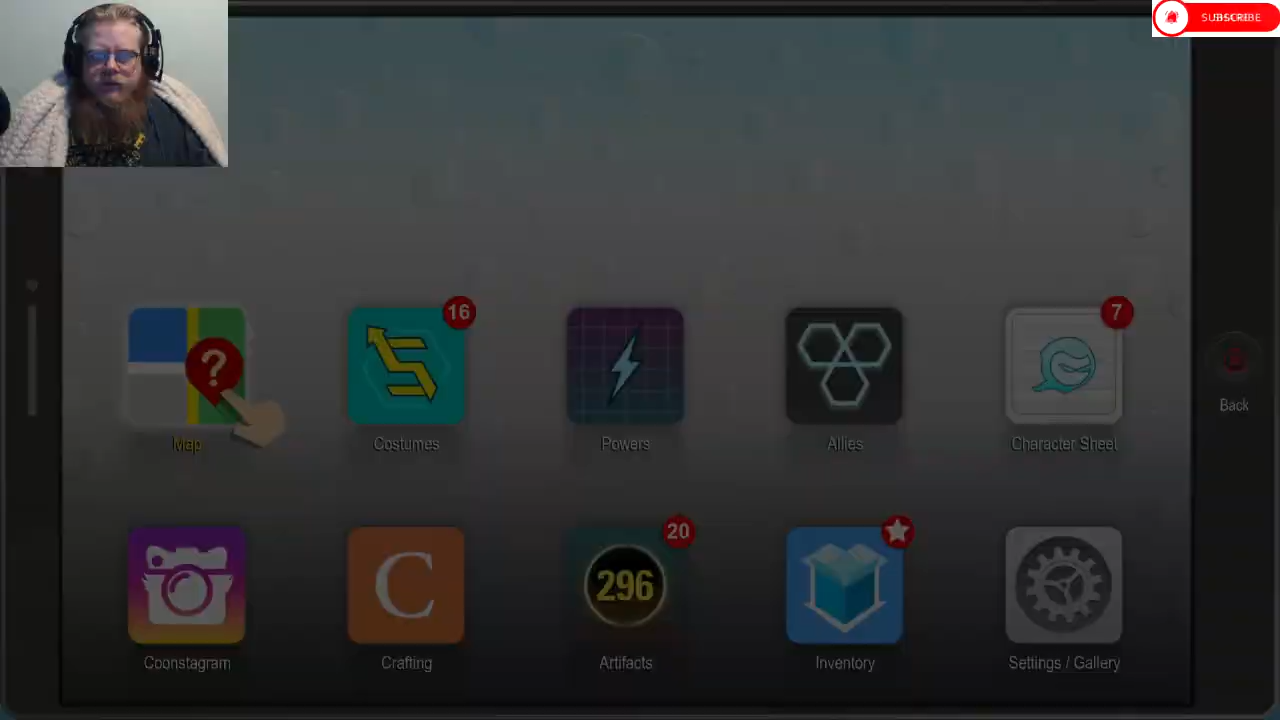 SUBSCRIBE
16
7
?
Map
Costumes
Powers
Allies
Character Sheet
Back
20
C
296
Coonstagram
Crafting
Artifacts
Inventory
Settings / Gallery